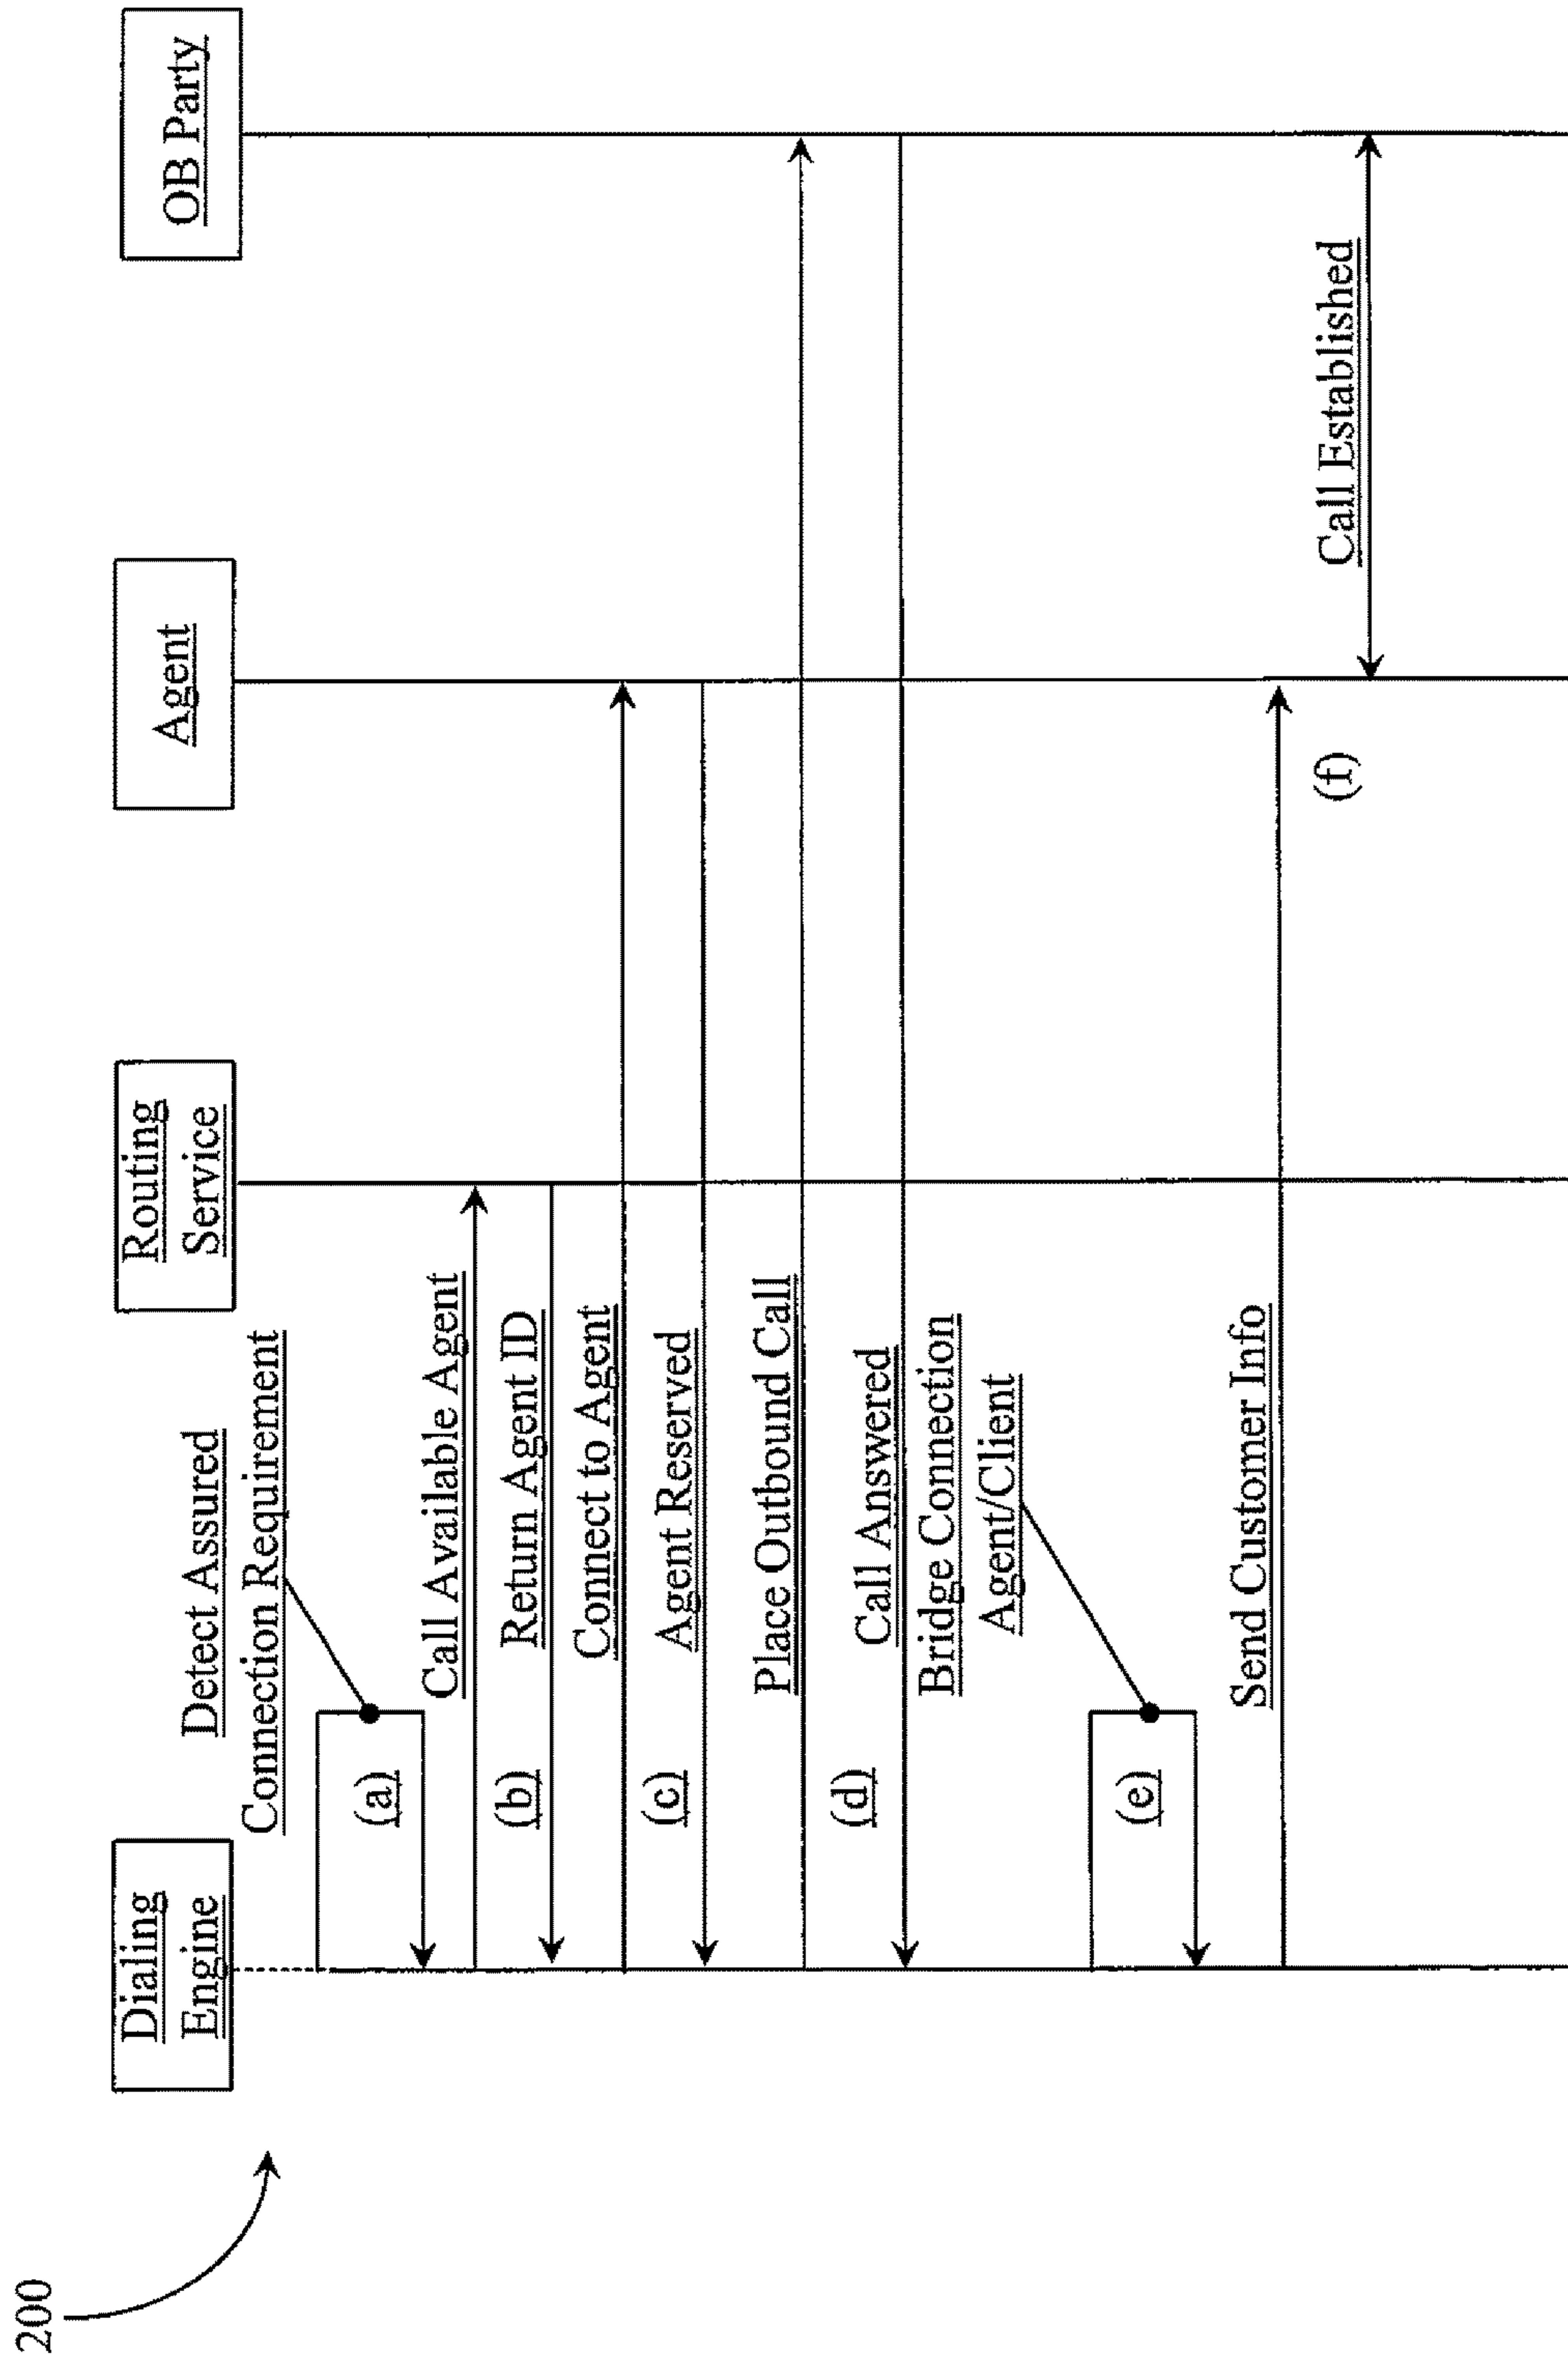 200
Dialing
Engine
Routing
Service
Agent
OB Party
Detect Assured
Connection Requirement
(a)
Call Available Agent
(b)
Return Agent ID
Connect to Agent
(c)
Agent Reserved
Place Outbound Call
(d)
Call Answered
Bridge Connection
Agent/Client
(e)
Send Customer Info
(f)
Call Established